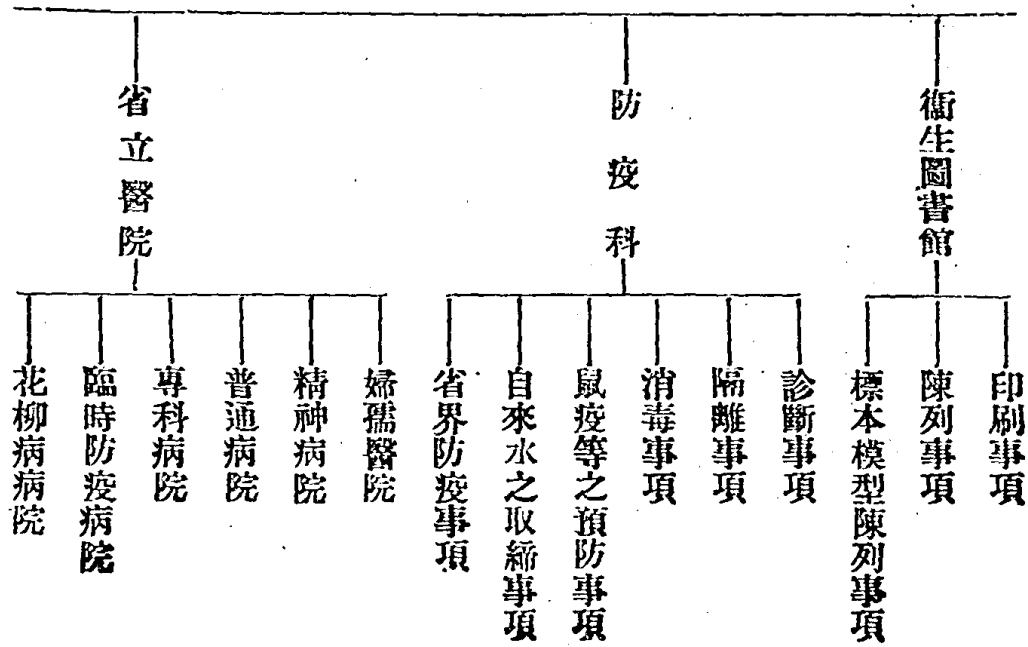 衞生圖書館
印刷事項
陳列事項
標本模型陳列事項
防疫科
診斷事項
隔離事項
消毒事項
鼠疫等之預防事項
自來水之取締事項
省界防疫事項
省立醫院
婦孺醫院
精神病院
普通病院
專科病院
臨時防疫病院
花柳病病院